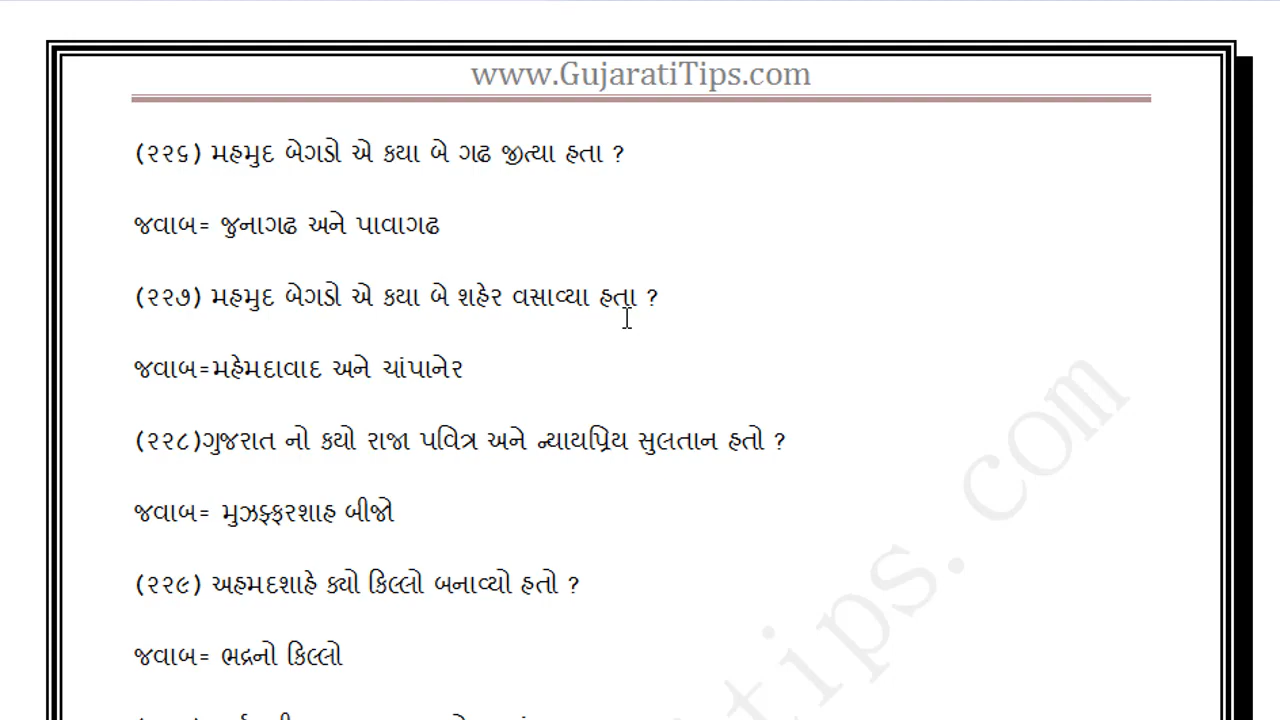 www.GujaratiTips.com
(૨૨૬) મહમુદ બેગડો એ કયા બે ગઢ જીત્યા હતા ?
જવાબ= જુનાગઢ અને પાવાગઢ
(૨૨૭) મહમુદ બેગડો એ કયા બે શહેર વસાવ્યા હતા ?
જવાબ=મહેમદાવાદ અને ચાંપાનેર
(૨૨૮)ગુજરાત નો કયો રાજા પવિત્ર અને ન્યાયપ્રિય સુલતાન હતો ?
જવાબ= મુઝફ્ફરશાહ બીજો
(૨૨૯) અહમદશાહે ક્યો કિલ્લો બનાવ્યો હતો ?
જવાબ= ભદ્રનો કિલ્લો
tips.com